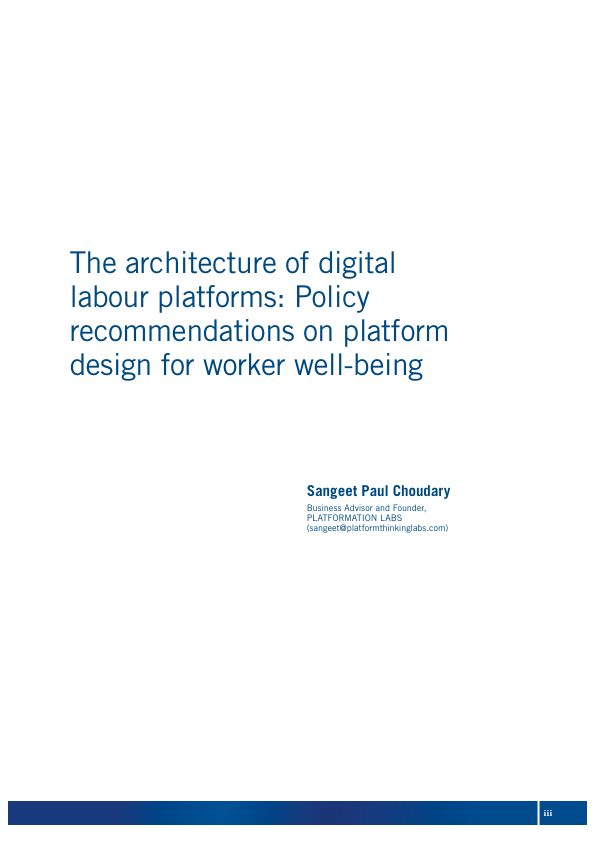 The architecture of digital
labour platforms: Policy
recommendations on platform
design for worker well-being
Sangeet Paul Choudary
Business Advisor and Founder,
PLATFORMATION LABS
(sangeet@platformthinkinglabs.com)
iii